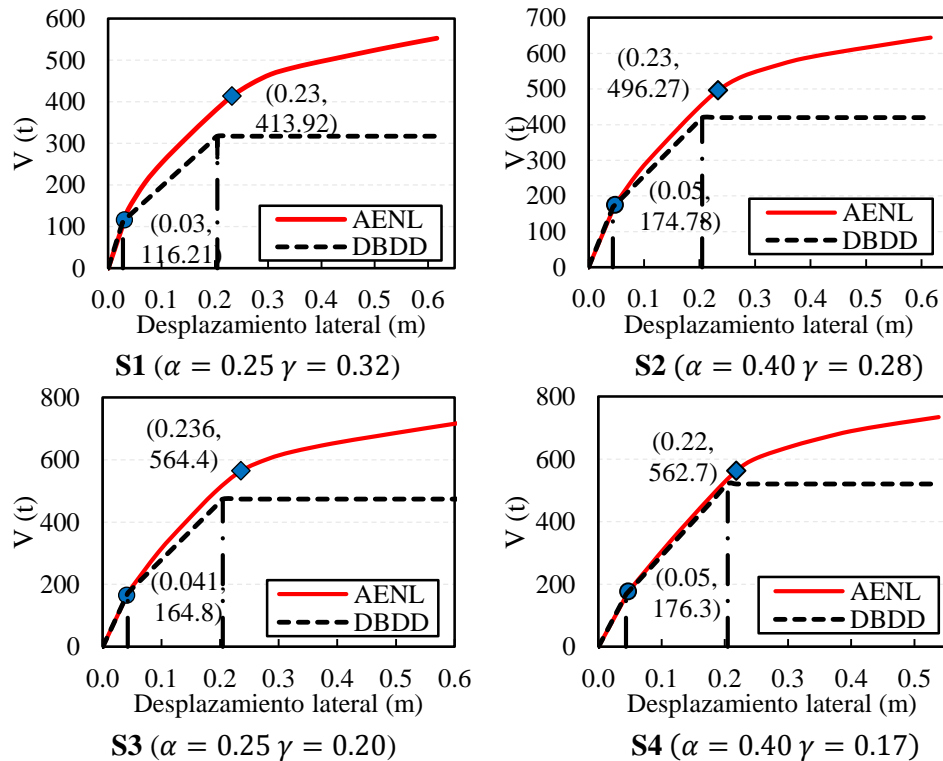 600
500
400
300
200
100
0
V (t)
(0.23,
413.92)
(0.03,
116.21)
AENL
DBDD
0.0 0.1 0.2 0.3 0.4 0.5 0.6
Desplazamiento lateral (m)
S1 (α = 0.25 γ = 0.32)
700
600
500
400
300
200
100
0
V (t)
(0.23,
496.27)
(0.05,
174.78)
AENL
DBDD
0.0 0.1 0.2 0.3 0.4 0.5 0.6
Desplazamiento lateral (m)
S2 (α = 0.40 γ = 0.28)
800
600
400
200
0
V (t)
(0.236,
564.4)
(0.041,
164.8)
AENL
DBDD
0.0 0.1 0.2 0.3 0.4 0.5 0.6
Desplazamiento lateral (m)
S3 (α = 0.25 γ = 0.20)
800
600
400
200
0
V (t)
(0.22,
562.7)
(0.05,
176.3)
AENL
DBDD
0.0 0.1 0.2 0.3 0.4 0.5
Desplazamiento lateral (m)
S4 (α = 0.40 γ = 0.17)